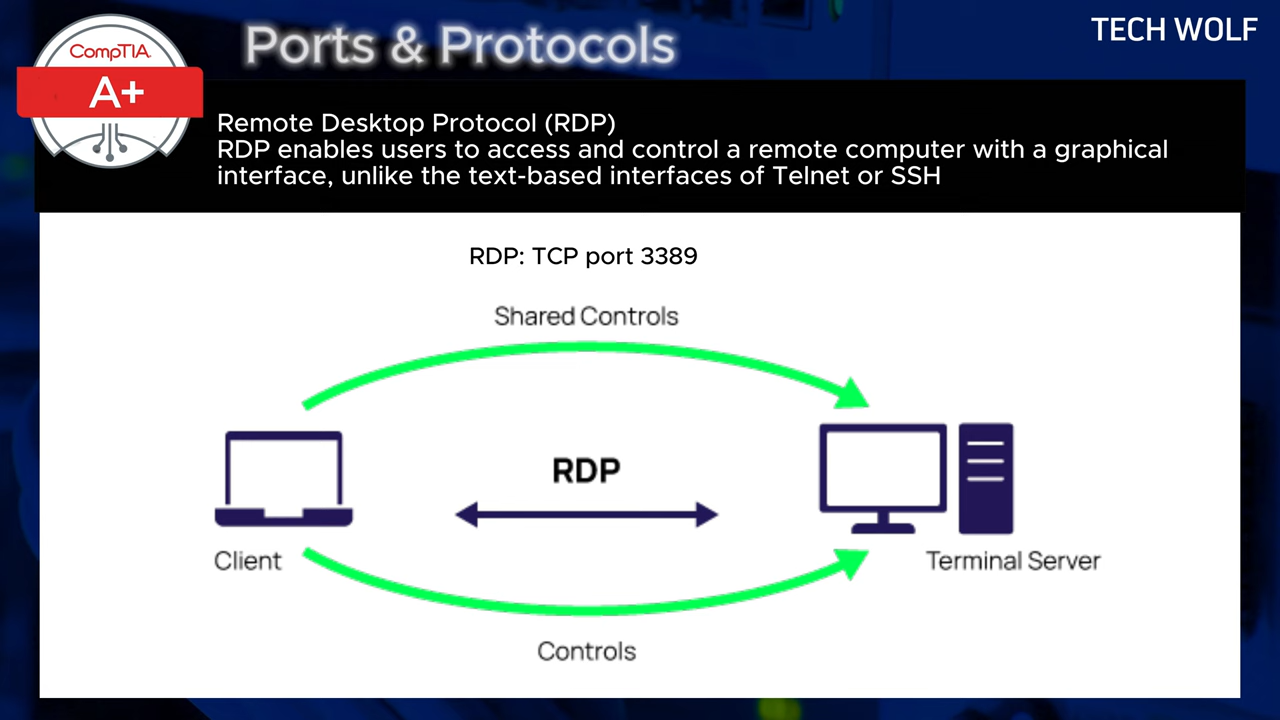 CompTIA.
A+
Ports & Protocols
TECH WOLF
Remote Desktop Protocol (RDP)
RDP enables users to access and control a remote computer with a graphical
interface, unlike the text-based interfaces of Telnet or SSH
RDP: TCP port 3389
Shared Controls
RDP
Client
Terminal Server
Controls